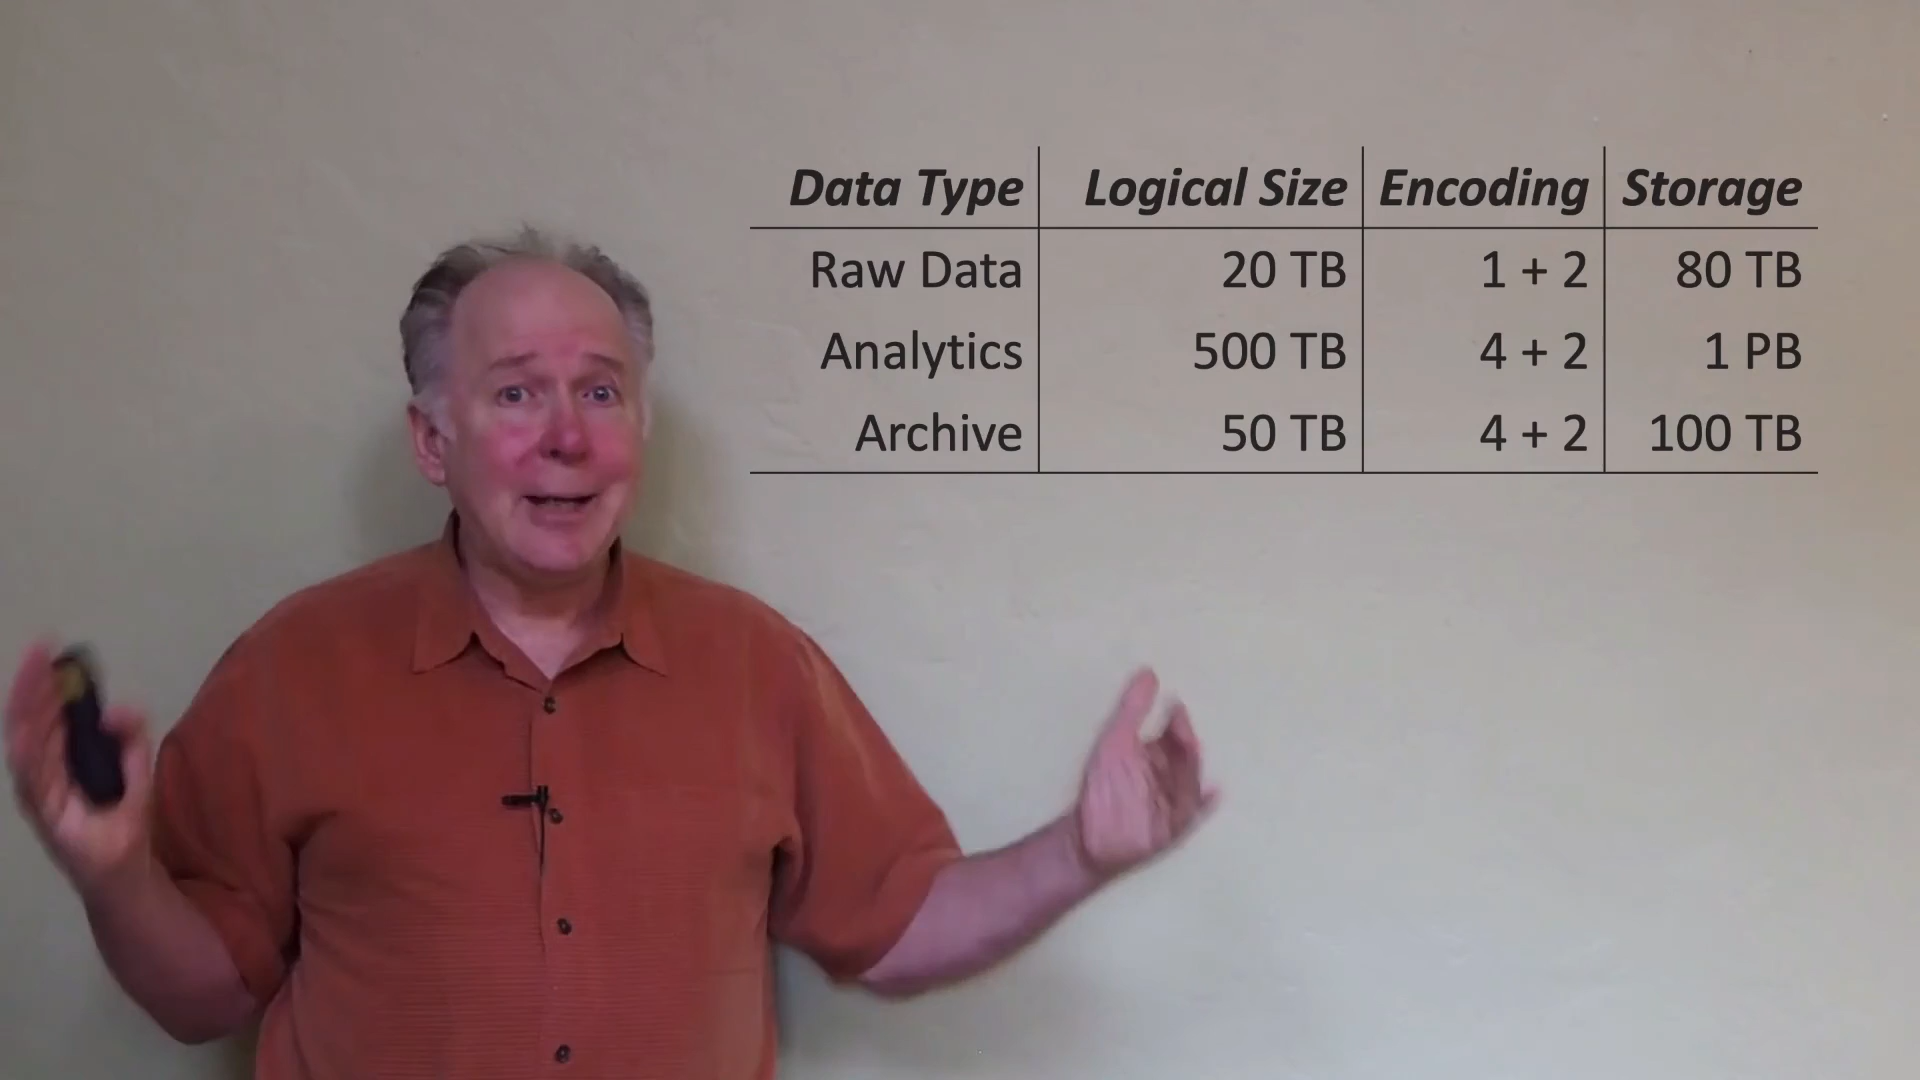 Data Type Logical Size Encoding Storage
Raw Data 20 TB 1 + 2 80 TB
Analytics 500 TB 4 + 2 1 PB
Archive 50 TB 4 + 2 100 TB